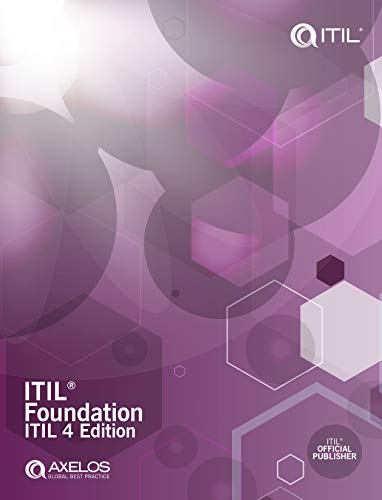 ITIL®
ITIL®
Foundation
ITIL 4 Edition
AXELOS
GLOBAL BEST PRACTICE
ITIL®
OFFICIAL
PUBLISHER